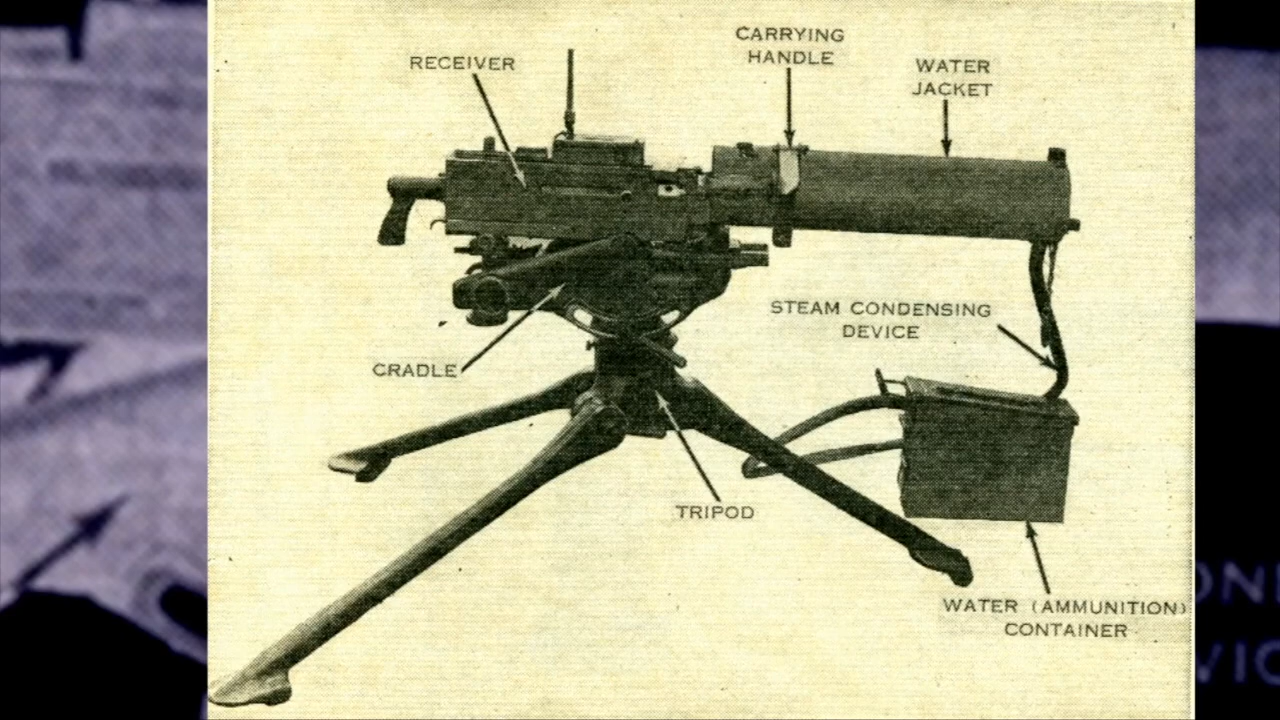 CARRYING
HANDLE
RECEIVER
WATER
JACKET
STEAM CONDENSING
DEVICE
CRADLE
TRIPOD
WATER (AMMUNITION)
CONTAINER